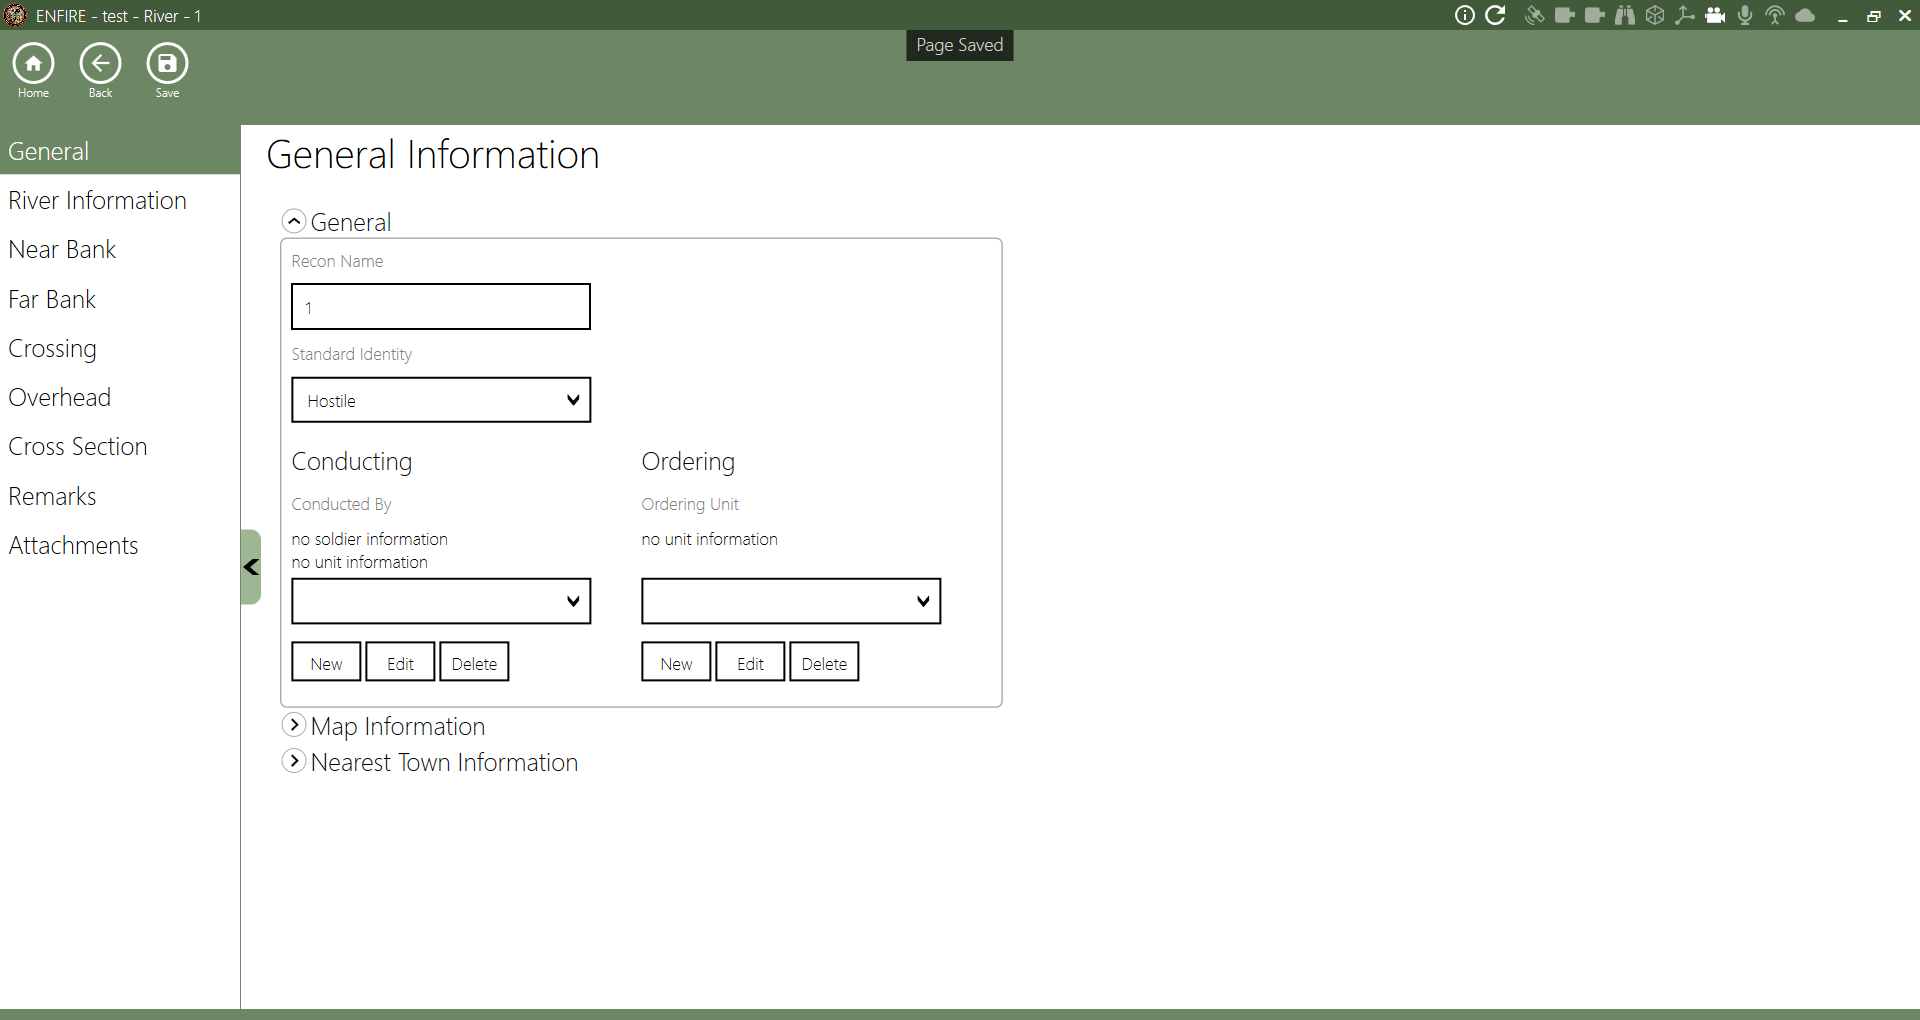 ENFIRE - test - River - 1
Page Saved
Home
Back
Save
General
River Information
Near Bank
Far Bank
Crossing
Overhead
Cross Section
Remarks
Attachments
General Information
General
Recon Name
1
Standard Identity
Hostile
Conducting
Conducted By
no soldier information
no unit information
New
Edit
Delete
Ordering
Ordering Unit
no unit information
New
Edit
Delete
Map Information
Nearest Town Information